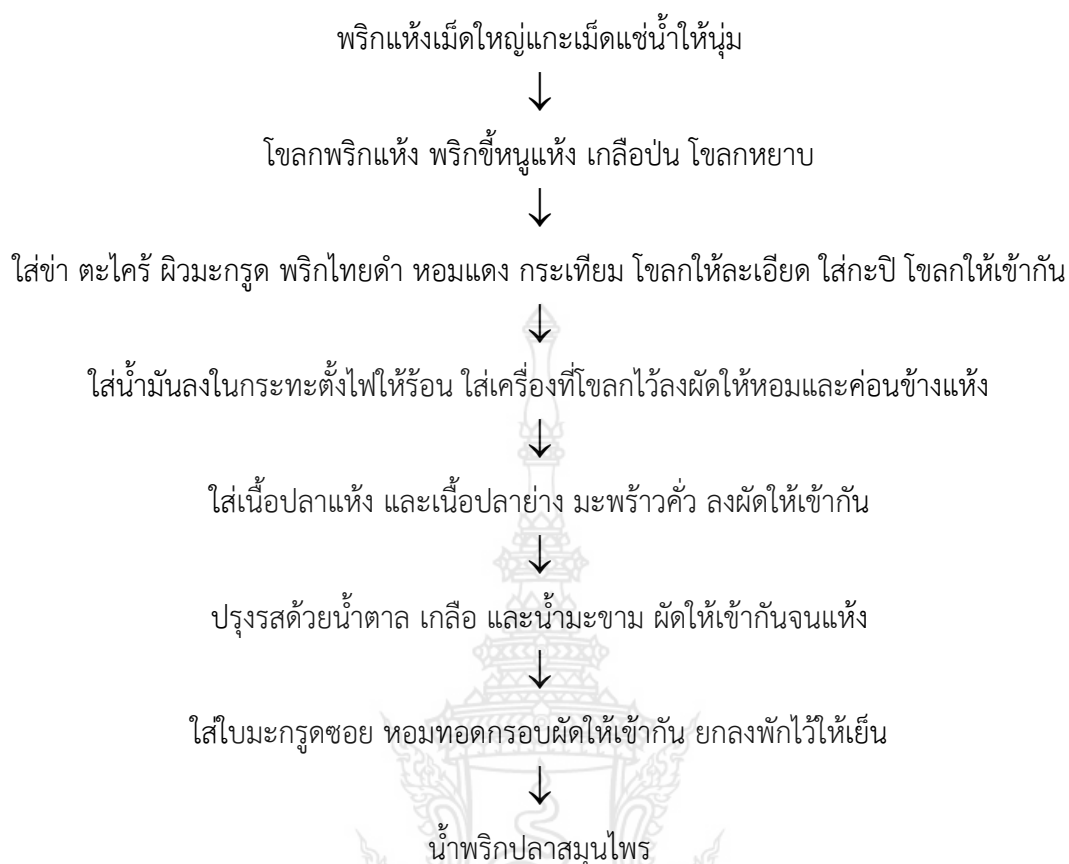 พริกแห้งเม็ดใหญ่แกะเม็ดแช่น้ำให้นุ่ม
โขลกพริกแห้ง พริกขี้หนูแห้ง เกลือป่น โขลกหยาบ
ใส่ข่า ตะไคร้ ผิวมะกรูด พริกไทยดำ หอมแดง กระเทียม โขลกให้ละเอียด ใส่กะปิ โขลกให้เข้ากัน
ใส่น้ำมันลงในกระทะตั้งไฟให้ร้อน ใส่เครื่องที่โขลกไว้ลงผัดให้หอมและค่อนข้างแห้ง
ใส่เนื้อปลาแห้ง และเนื้อปลาย่าง มะพร้าวคั่ว ลงผัดให้เข้ากัน
ปรุงรสด้วยน้ำตาล เกลือ และน้ำมะขาม ผัดให้เข้ากันจนแห้ง
ใส่ใบมะกรูดซอย หอมทอดกรอบผัดให้เข้ากัน ยกลงพักไว้ให้เย็น
น้ำพริกปลาสมุนไพร